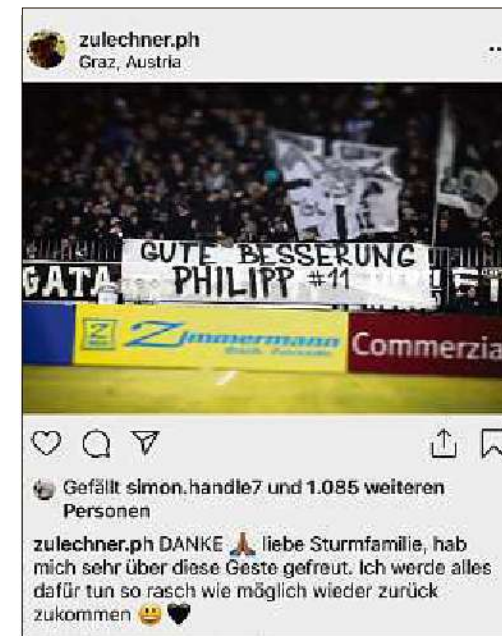 zulechner.ph
Graz, Austria
GUTE BESSERUNG
PHILIPP #11
GATA
Z
Zimmermann
Commerzia
Gefällt simon.handle7 und 1.085 weiteren
Personen
zulechner.ph DANKE 🙏🏾 liebe Sturmfamilie, hab
mich sehr über diese Geste gefreut. Ich werde alles
dafür tun so rasch wie möglich wieder zurück
zukommen 😃🖤